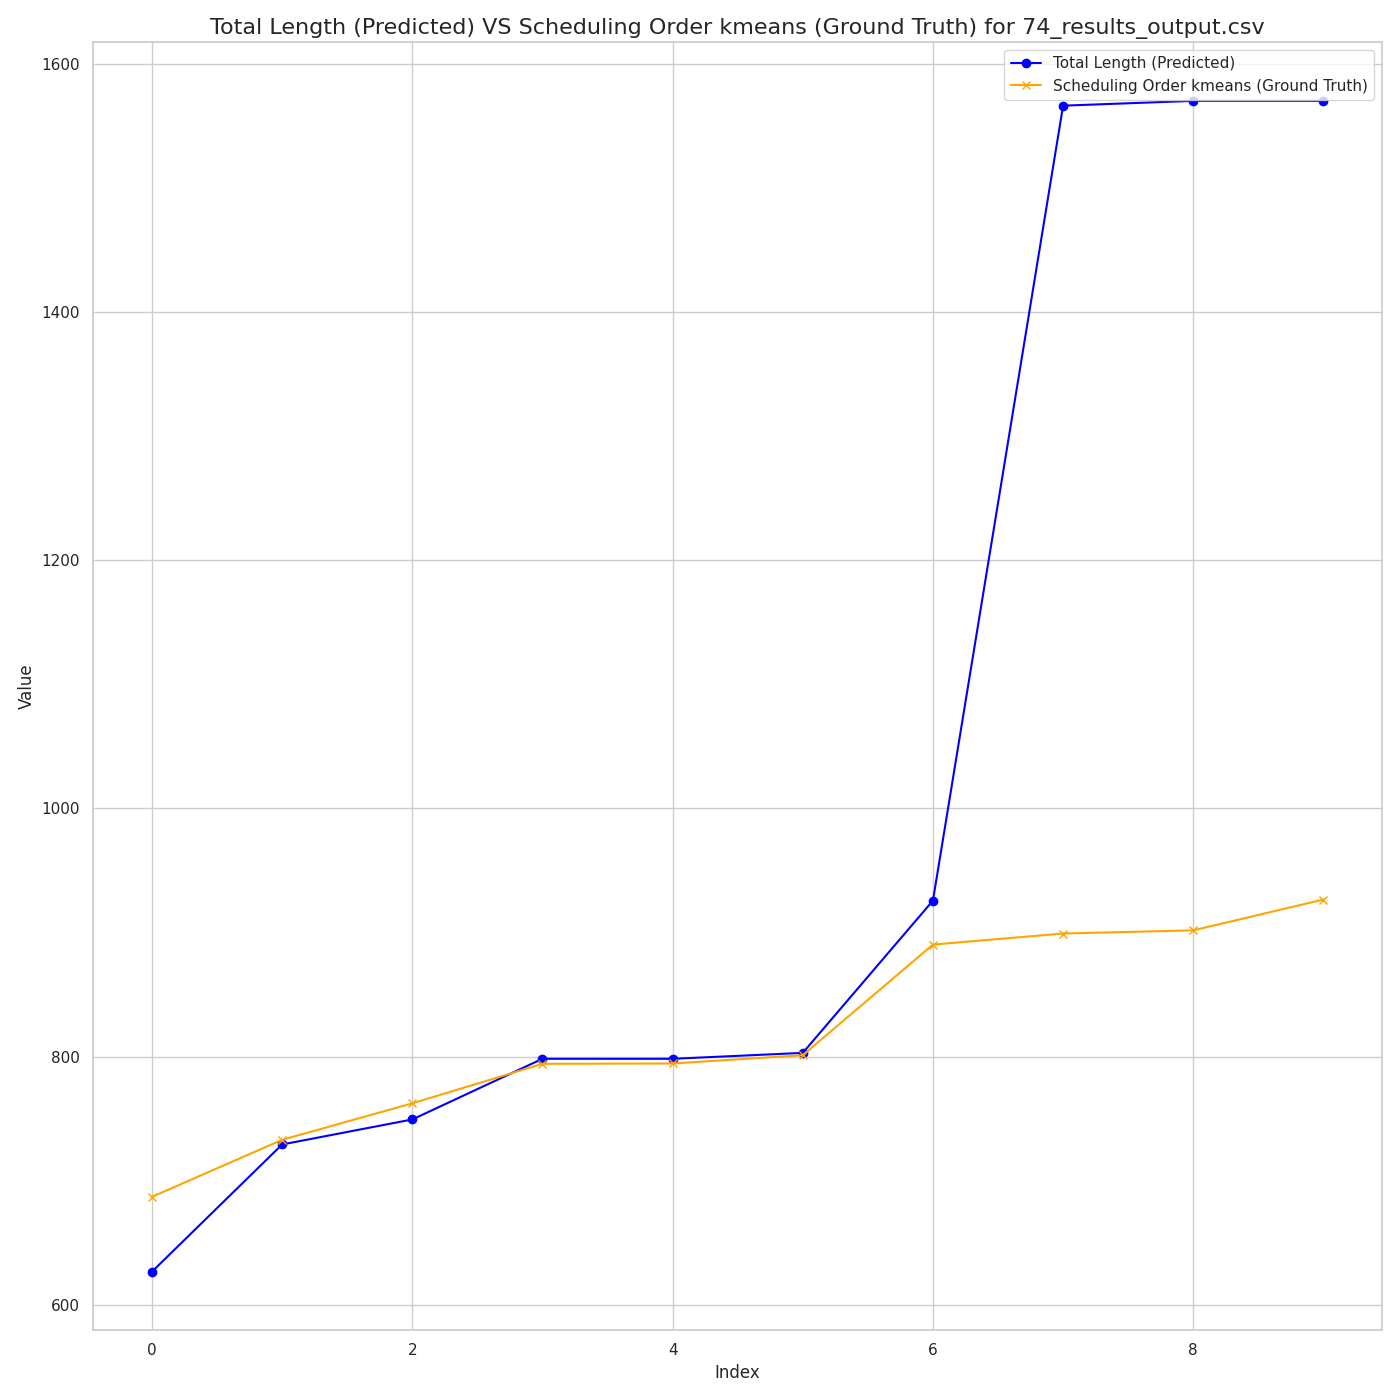 Total Length (Predicted) VS Scheduling Order kmeans (Ground Truth) for 74_results_output.csv
Total Length (Predicted)
Scheduling Order kmeans (Ground Truth)
1600
1400
1200
1000
800
600
Value
0 2 4 6 8
Index